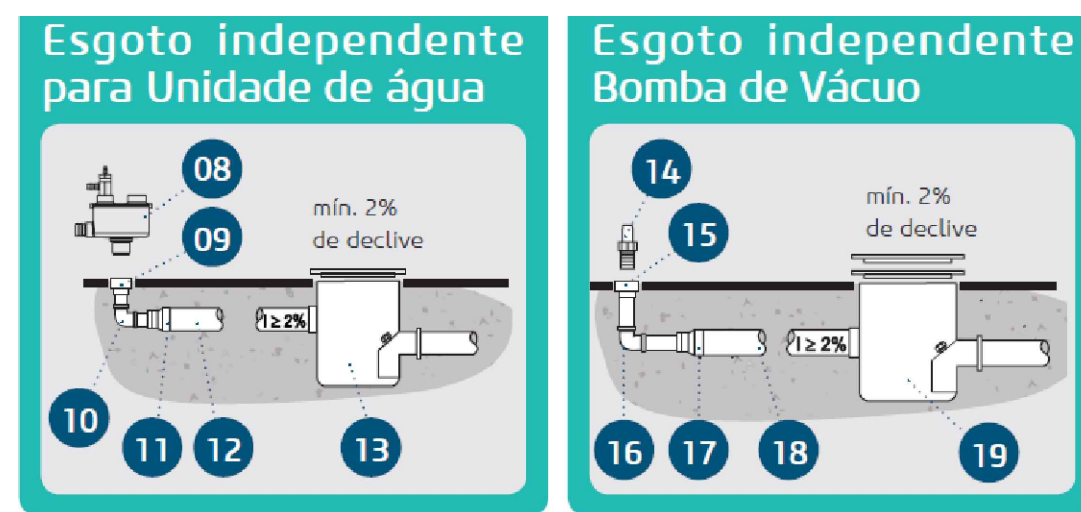 Esgoto independente
para Unidade de água
08
09
mín. 2%
de declive
I ≥ 2%
10
11
12
13
Esgoto independente
Bomba de Vácuo
14
15
mín. 2%
de declive
I ≥ 2%
16
17
18
19